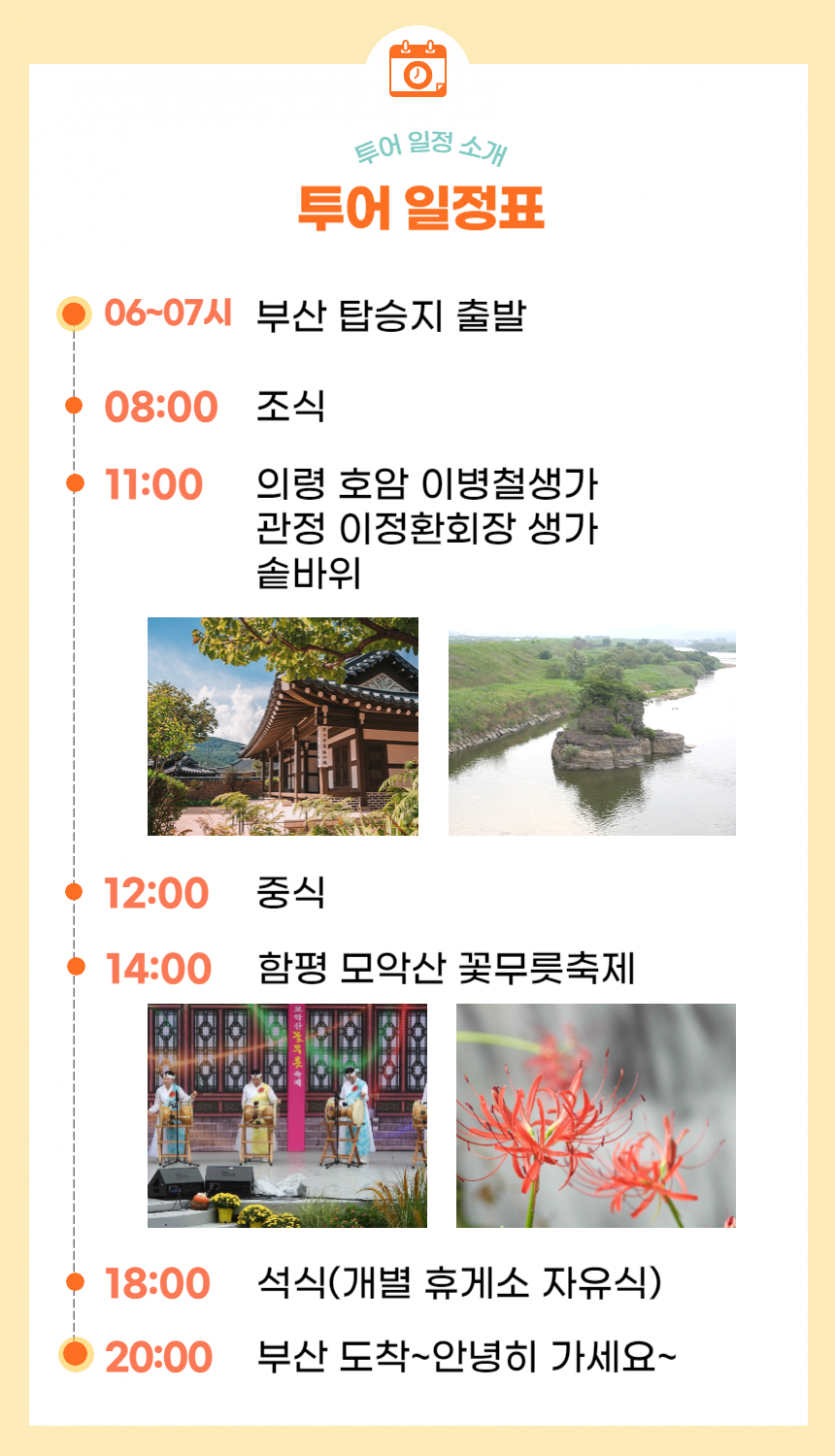 투어 일정 소개
투어 일정표
06~07시 부산 탑승지 출발
08:00 조식
11:00 의령 호암 이병철생가
관정 이정환회장 생가
솥바위
12:00 중식
14:00 함평 모악산 꽃무릇축제
모악산 꽃무릇축제
18:00 석식(개별 휴게소 자유식)
20:00 부산 도착~안녕히 가세요~